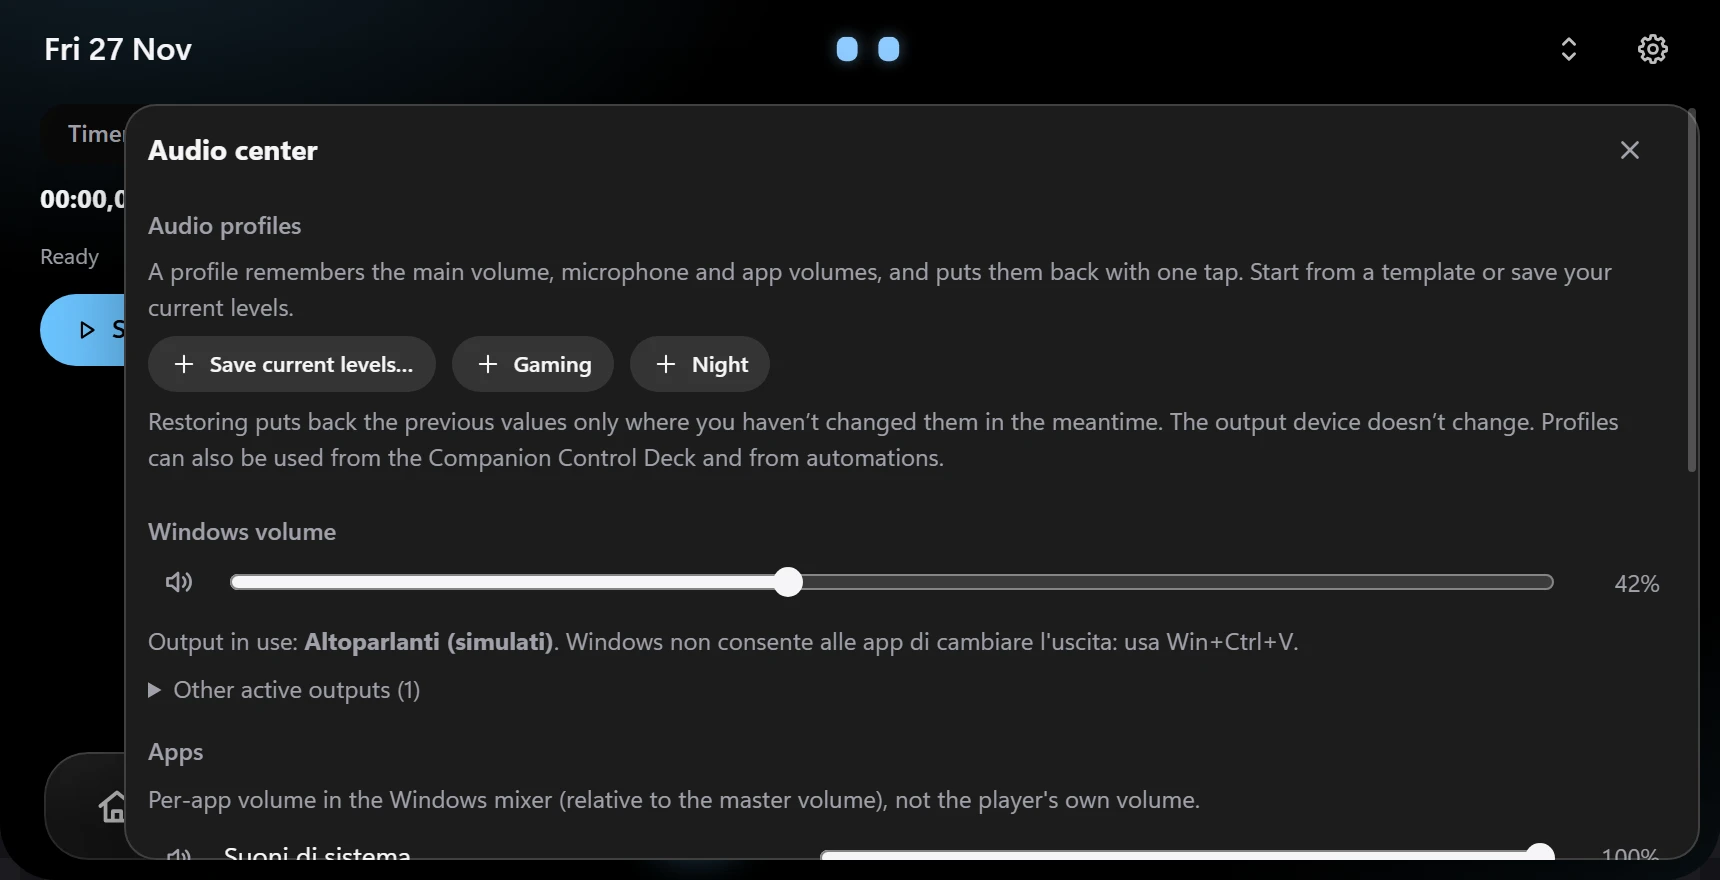 Fri 27 Nov
Timer
Audio center
00:00,0
Audio profiles
Ready
A profile remembers the main volume, microphone and app volumes, and puts them back with one tap. Start from a template or save your
current levels.
S
Save current levels...
Gaming
Night
Restoring puts back the previous values only where you haven’t changed them in the meantime. The output device doesn’t change. Profiles
can also be used from the Companion Control Deck and from automations.
Windows volume
42%
Output in use: Altoparlanti (simulati). Windows non consente alle app di cambiare l'uscita: usa Win+Ctrl+V.
Other active outputs (1)
Apps
Per-app volume in the Windows mixer (relative to the master volume), not the player's own volume.
Suoni di sistema
100%